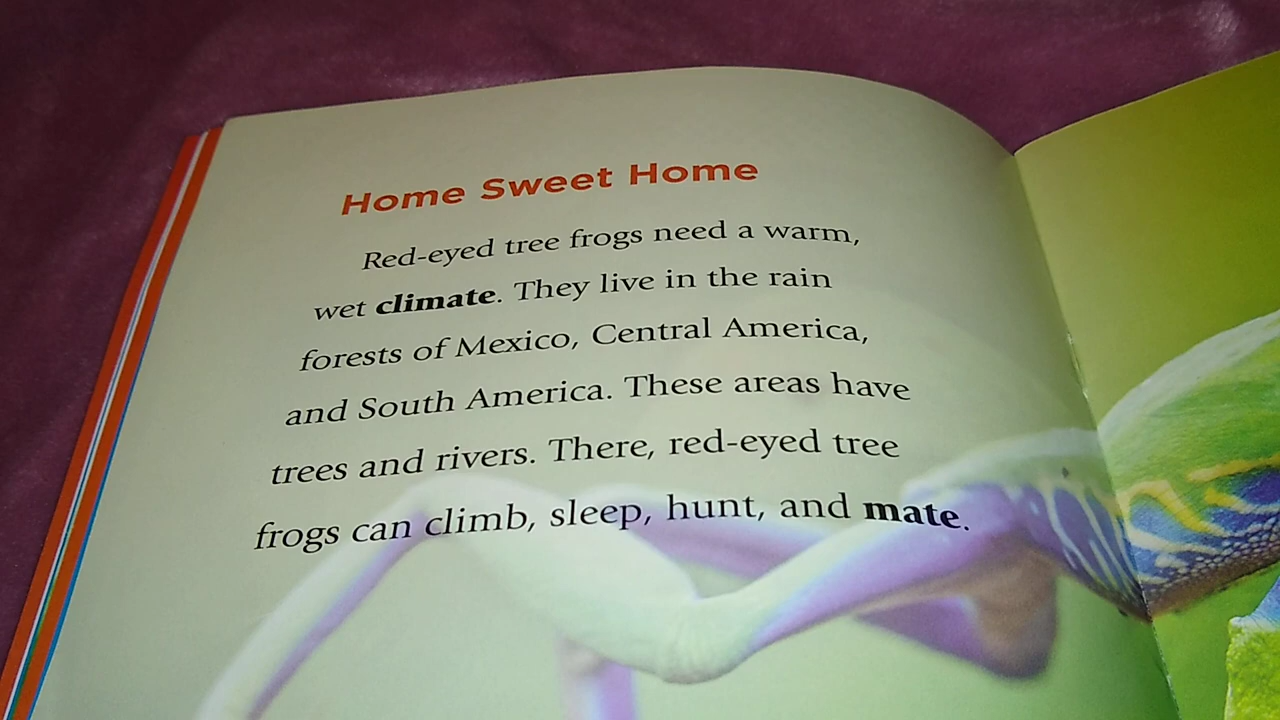 Home Sweet Home
Red-eyed tree frogs need a warm,
wet climate. They live in the rain
forests of Mexico, Central America,
and South America. These areas have
trees and rivers. There, red-eyed tree
frogs can climb, sleep, hunt, and mate.